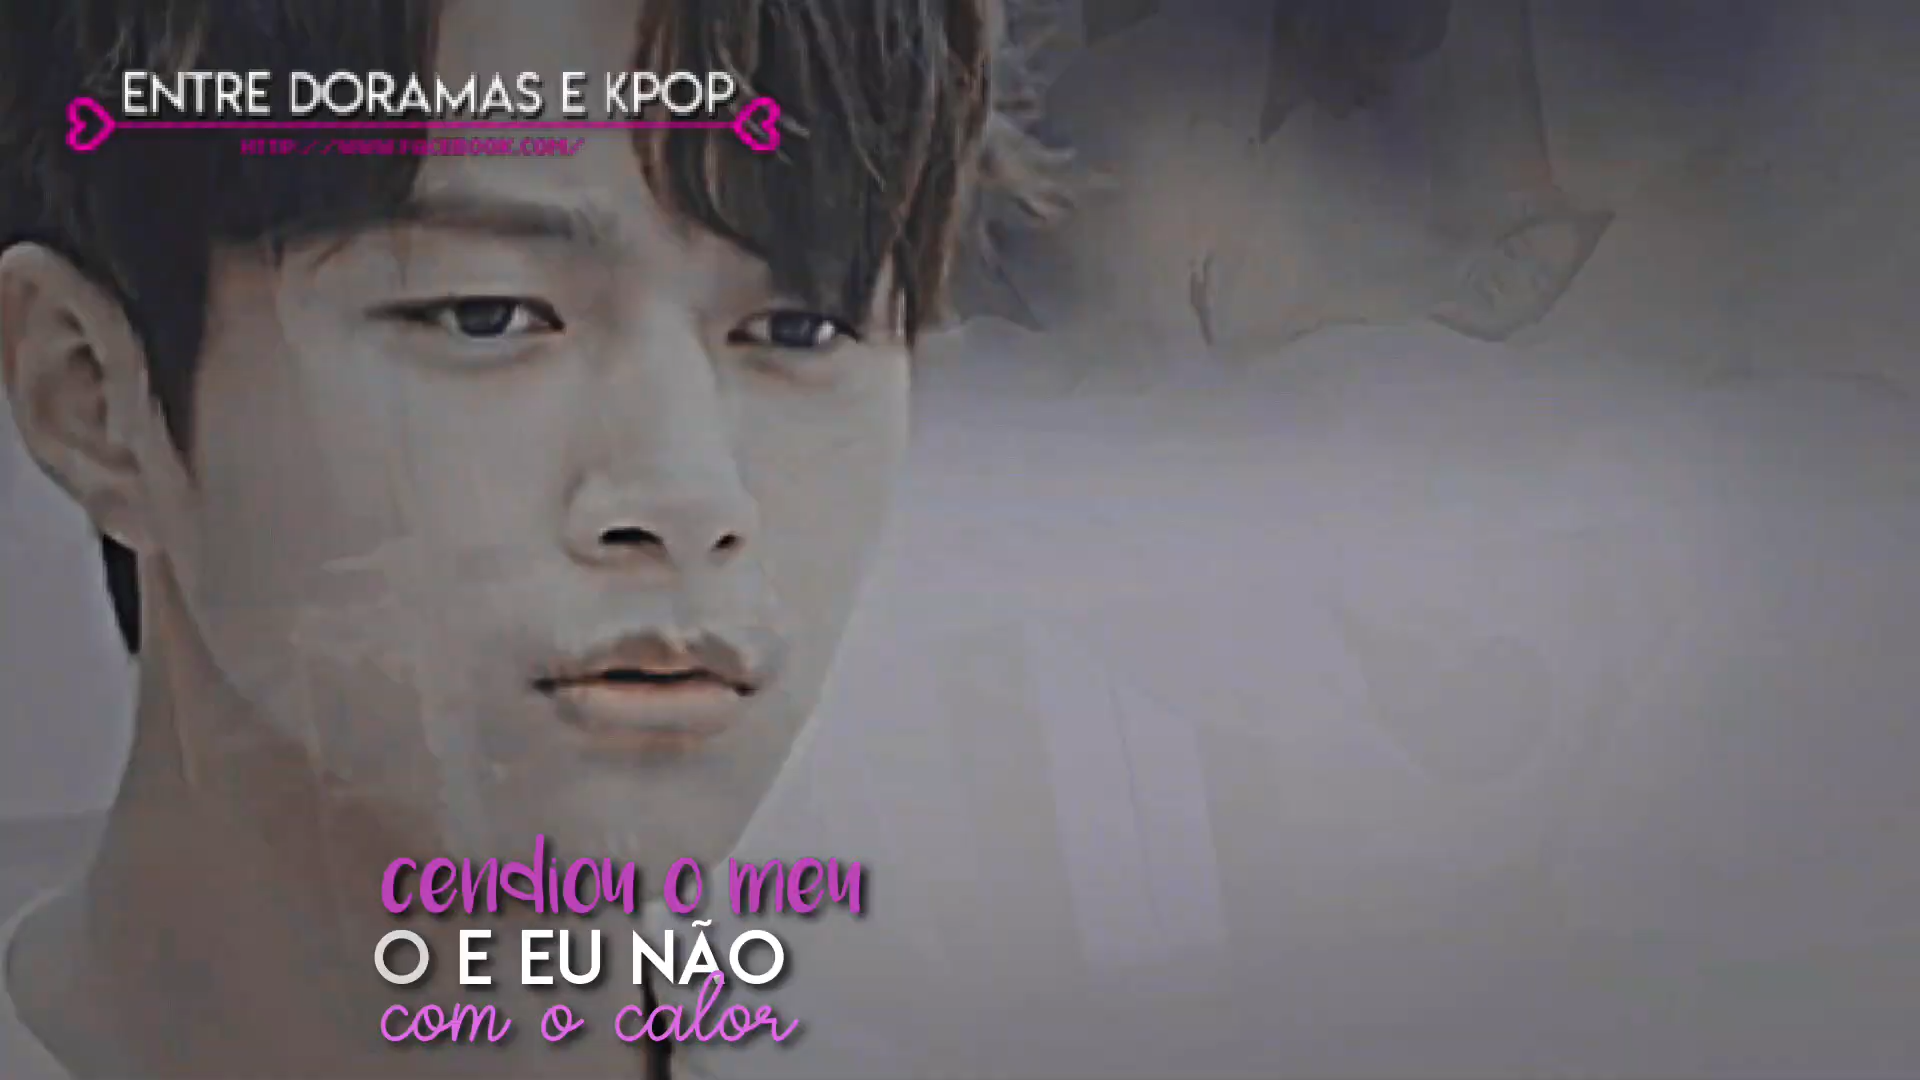 ENTRE DORAMAS E KPOP
cendiou o meu
O E EU NÃO
com o calor